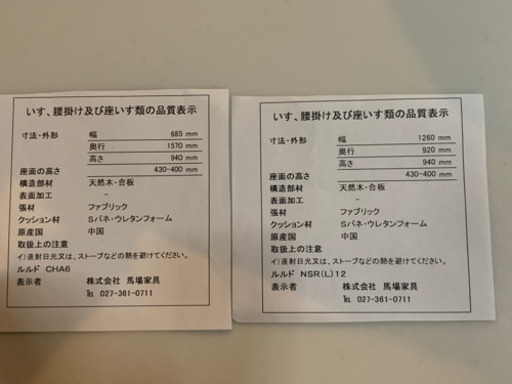 いす、腰掛け及び座いす類の品質表示
寸法・外形 幅 685 mm
奥行 1570 mm
高さ 940 mm
座面の高さ 430-400 mm
構造部材 天然木・合板
表面加工 −
張材 ファブリック
クッション材 Sバネ・ウレタンフォーム
原産国 中国
取扱上の注意
イ）直射日光又は、ストーブなどの熱を避けてください。
ルルド CHA6
表示者 株式会社 馬場家具
℡ 027-361-0711
いす、腰掛け及び座いす類の品質表示
寸法・外形 幅 1260 mm
奥行 920 mm
高さ 940 mm
座面の高さ 430-400 mm
構造部材 天然木・合板
表面加工 −
張材 ファブリック
クッション材 Sバネ・ウレタンフォーム
原産国 中国
取扱上の注意
イ）直射日光又は、ストーブなどの熱を避けてください。
ルルド NSR(L)12
表示者 株式会社 馬場家具
℡ 027-361-0711